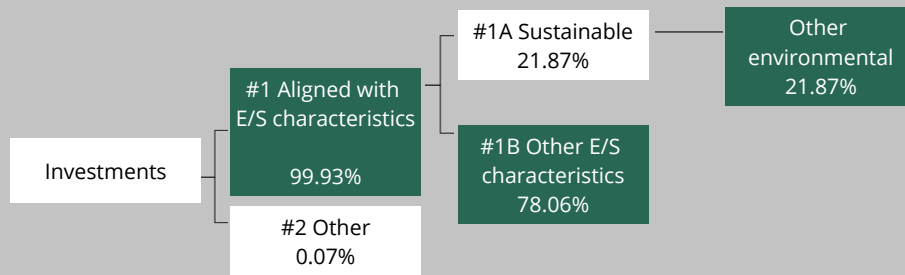 Investments
#1 Aligned with
E/S characteristics
99.93%
#2 Other
0.07%
#1A Sustainable
21.87%
#1B Other E/S
characteristics
78.06%
Other
environmental
21.87%